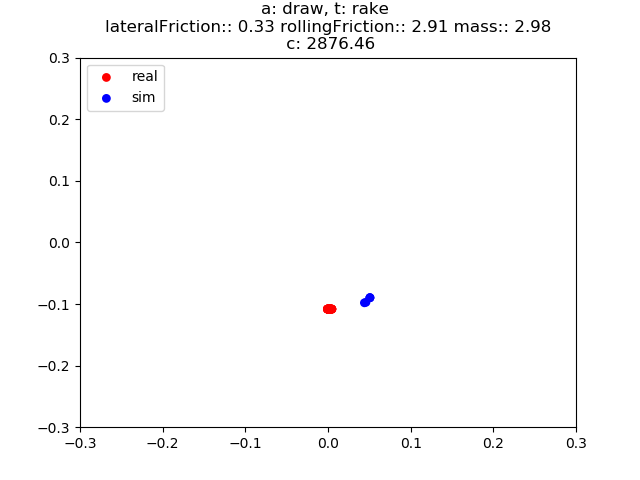 a: draw, t: rake
lateralFriction:: 0.33 rollingFriction:: 2.91 mass:: 2.98
c: 2876.46
real
sim
0.3
0.2
0.1
0.0
−0.1
−0.2
−0.3
−0.3 −0.2 −0.1 0.0 0.1 0.2 0.3